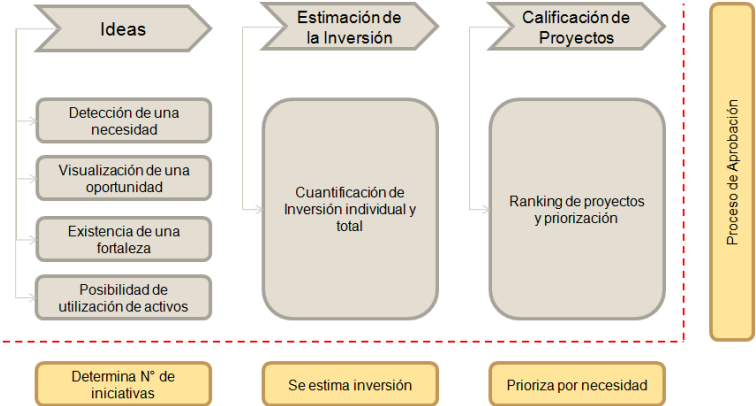 Ideas
Estimación de
la Inversión
Calificación de
Proyectos
Detección de una
necesidad
Visualización de una
oportunidad
Existencia de una
fortaleza
Posibilidad de
utilización de activos
Cuantificación de
Inversión individual y
total
Ranking de proyectos
y priorización
Proceso de Aprobación
Determina N° de
iniciativas
Se estima inversión
Prioriza por necesidad